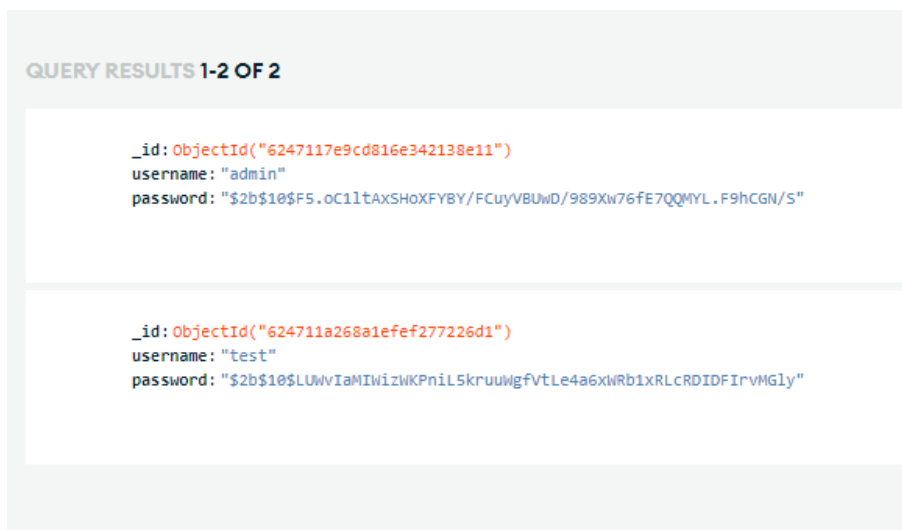 QUERY RESULTS 1-2 OF 2
_id: ObjectId("6247117e9cd816e342138e11")
username: "admin"
password: "$2b$10$F5.oC1ltAxSHoXFYBY/FCuyVBUwD/989Xw76fE7QQMYL.F9hCGN/S"
_id: ObjectId("624711a268a1efef277226d1")
username: "test"
password: "$2b$10$LUWvIaMIWizWKPniL5kruuWgfVtLe4a6xWRb1xRLcRDIDFIrvMGly"